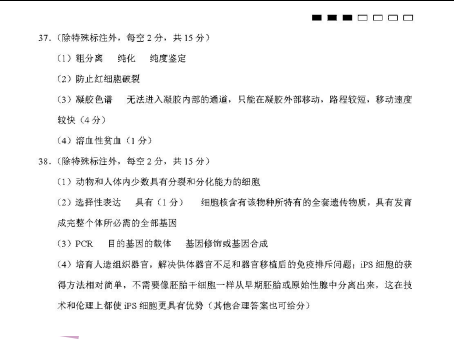 37.（除特殊标注外，每空 2 分，共 15 分）
（1）粗分离 纯化 纯度鉴定
（2）防止红细胞破裂
（3）凝胶色谱 无法进入凝胶内部的通道，只能在凝胶外部移动，路程较短，移动速度
较快（4 分）
（4）溶血性贫血（1 分）
38.（除特殊标注外，每空 2 分，共 15 分）
（1）动物和人体内少数具有分裂和分化能力的细胞
（2）选择性表达 具有（1 分） 细胞核含有该物种所特有的全套遗传物质，具有发育
成完整个体所必需的全部基因
（3）PCR 目的基因的载体 基因修饰或基因合成
（4）培育人造组织器官，解决供体器官不足和器官移植后的免疫排斥问题；iPS 细胞的获
得方法相对简单，不需要像胚胎干细胞一样从早期胚胎或原始性腺中分离出来，这在技
术和伦理上都使 iPS 细胞更具有优势（其他合理答案也可给分）